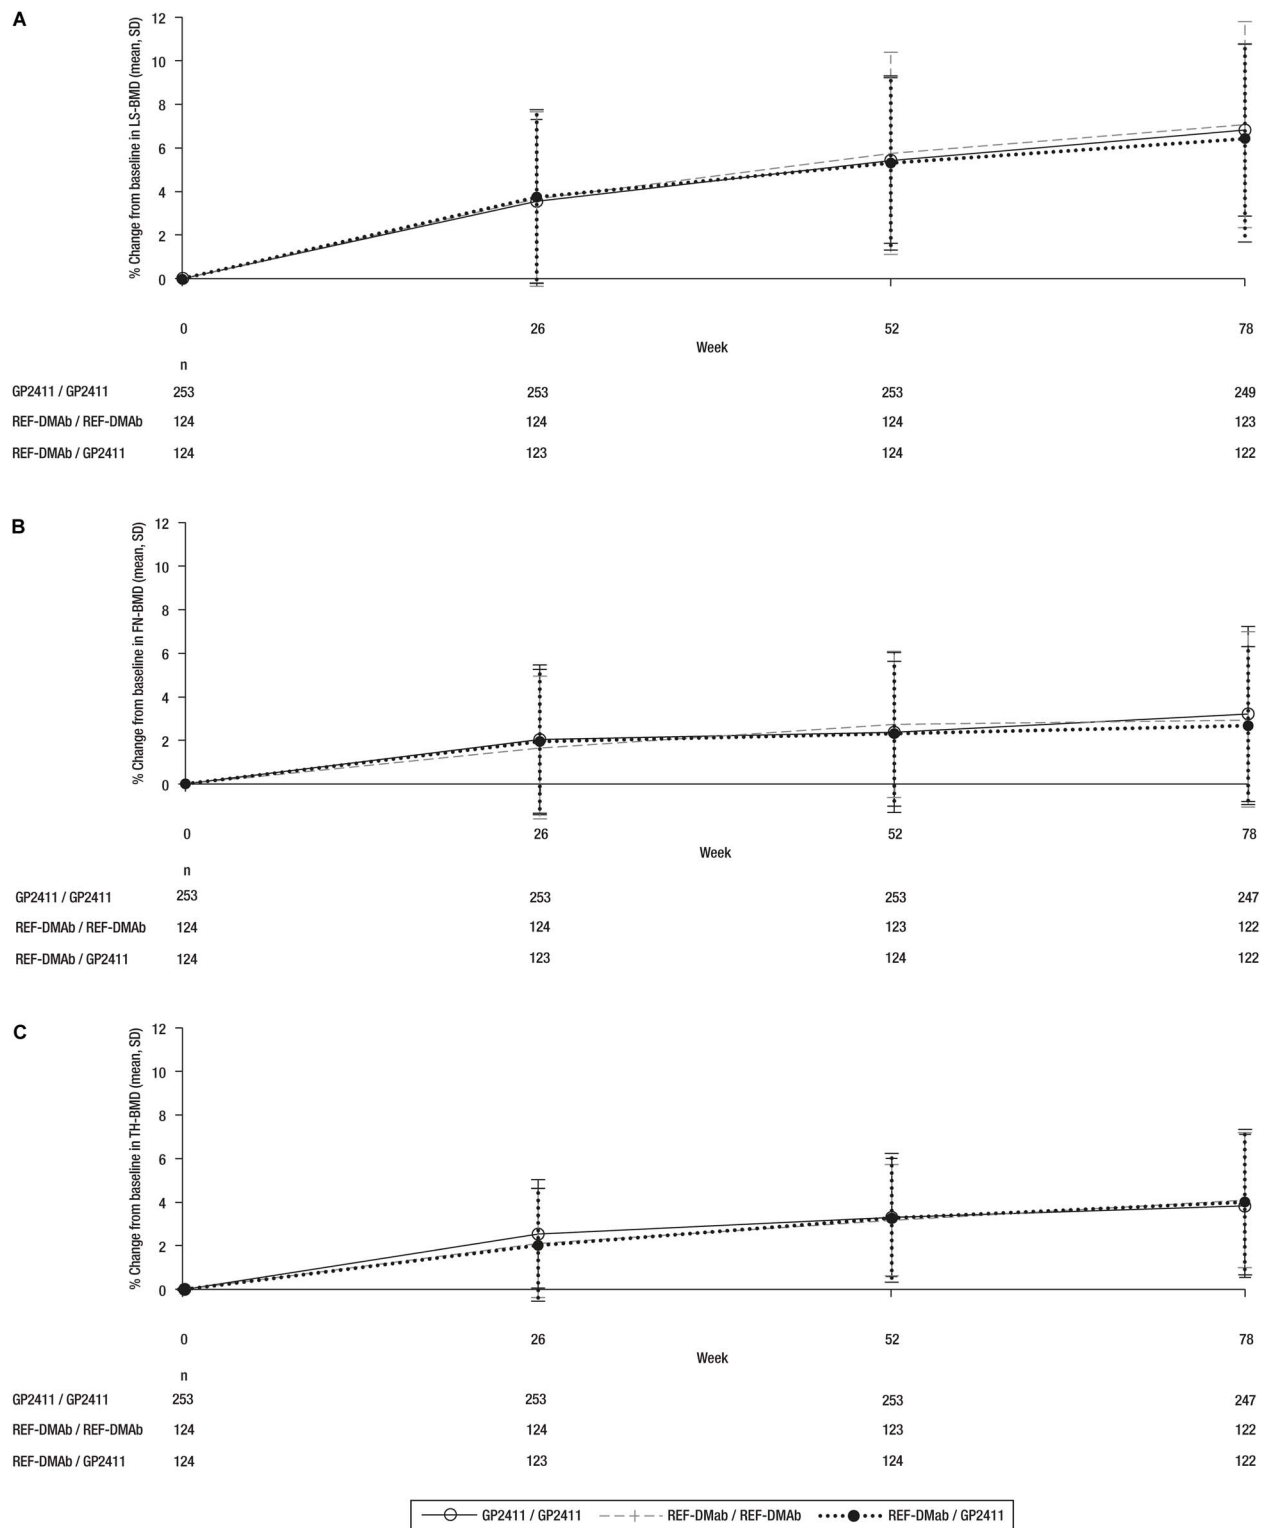 A
% Change from baseline in LS-BMD (mean, SD)
12
10
8
6
4
2
0
0 26 52 78
Week
n
GP2411 / GP2411 253 253 253 249
REF-DMAb / REF-DMAb 124 124 124 123
REF-DMAb / GP2411 124 123 124 122
B
% Change from baseline in FN-BMD (mean, SD)
12
10
8
6
4
2
0
0 26 52 78
Week
n
GP2411 / GP2411 253 253 253 247
REF-DMAb / REF-DMAb 124 124 123 122
REF-DMAb / GP2411 124 123 124 122
C
% Change from baseline in TH-BMD (mean, SD)
12
10
8
6
4
2
0
0 26 52 78
Week
n
GP2411 / GP2411 253 253 253 247
REF-DMAb / REF-DMAb 124 124 123 122
REF-DMAb / GP2411 124 123 124 122
GP2411 / GP2411 REF-DMab / REF-DMAb REF-DMab / GP2411